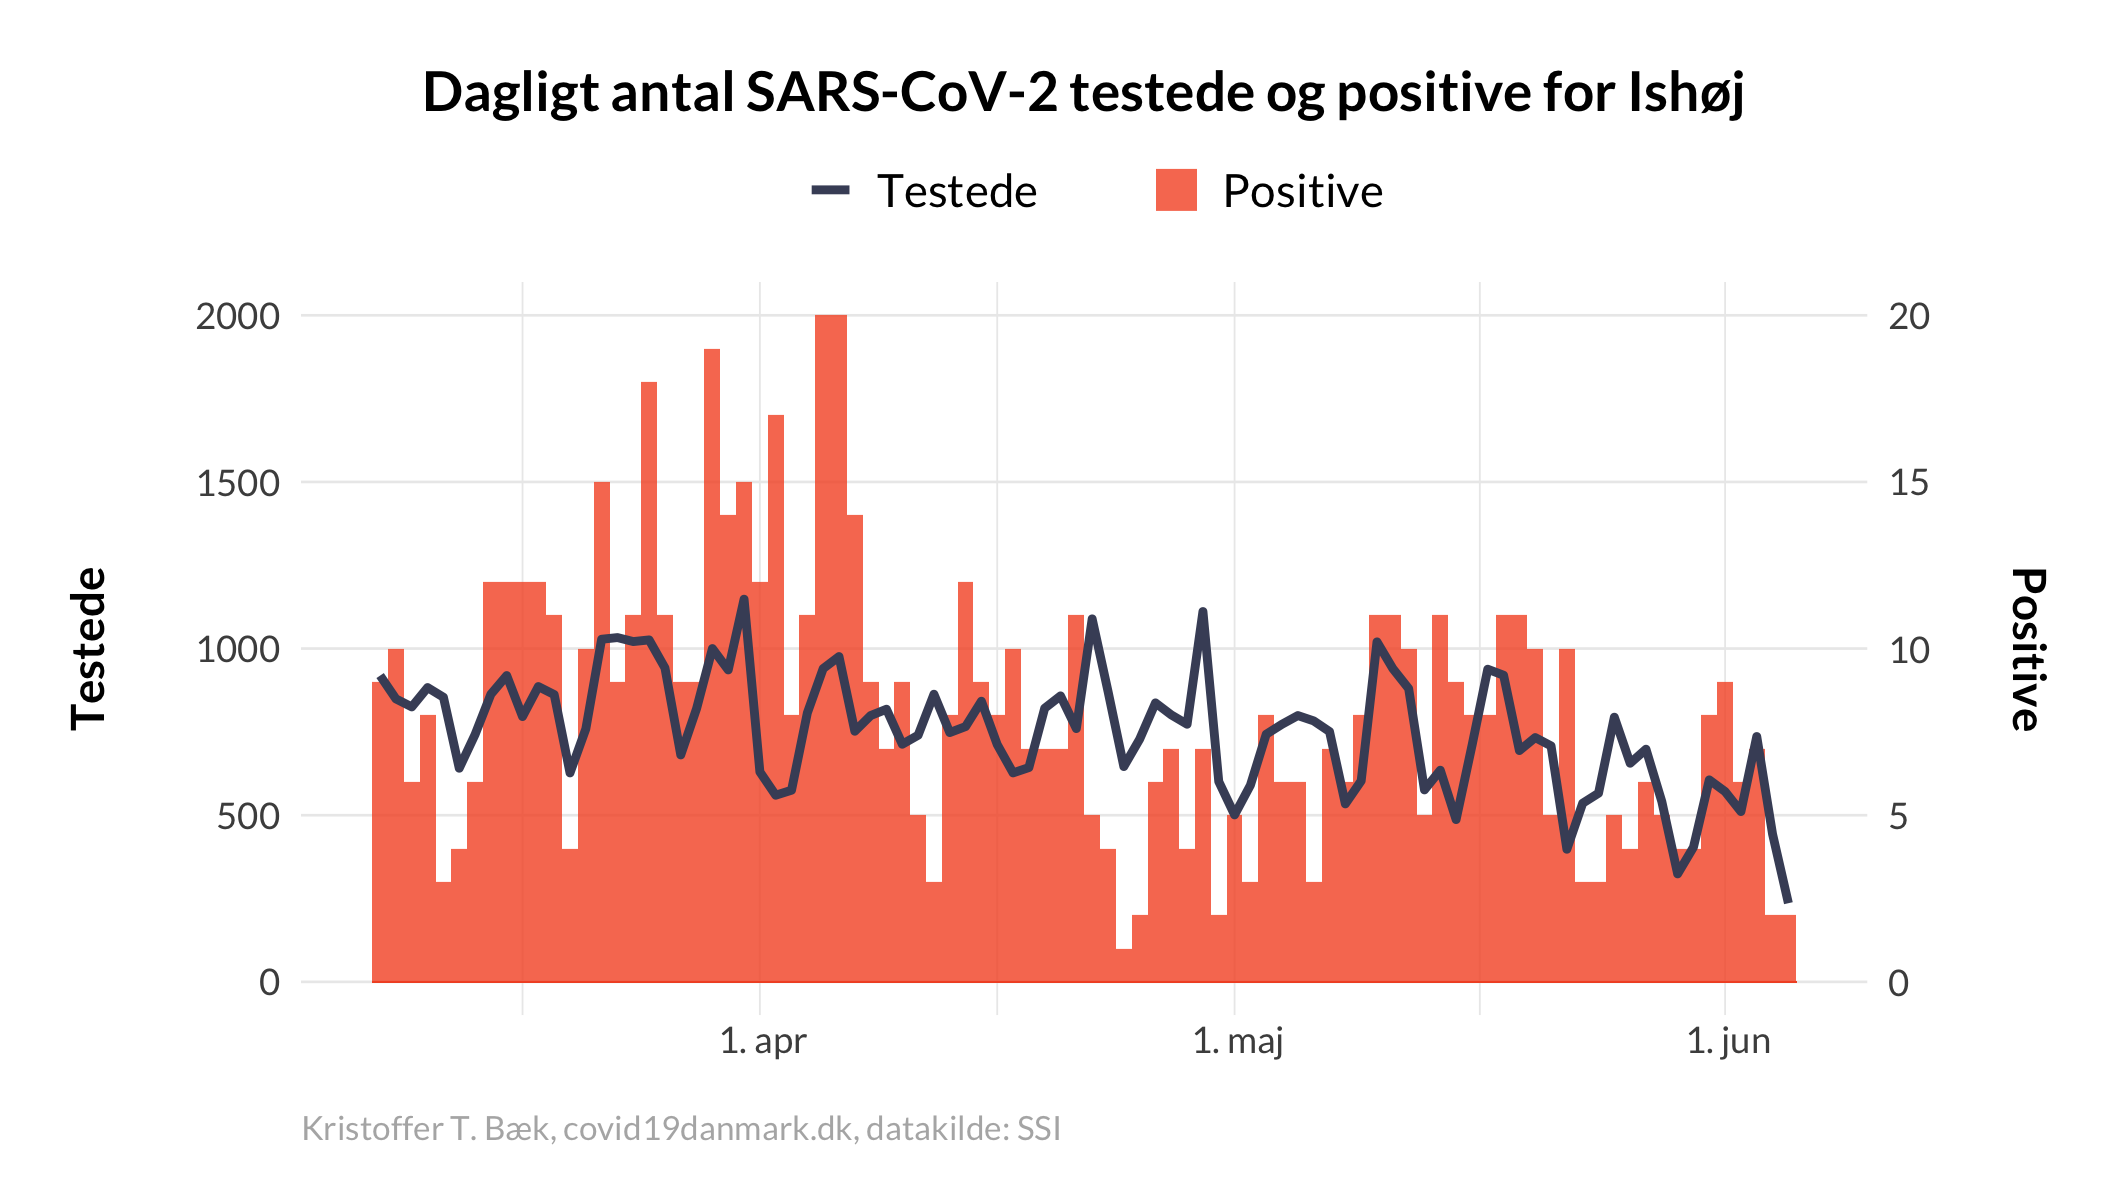 Dagligt antal SARS-CoV-2 testede og positive for Ishøj
Testede Positive
2000 20
1500 15
1000 10
500 5
0 0
Testede
Positive
1. apr 1. maj 1. jun
Kristoffer T. Bæk, covid19danmark.dk, datakilde: SSI